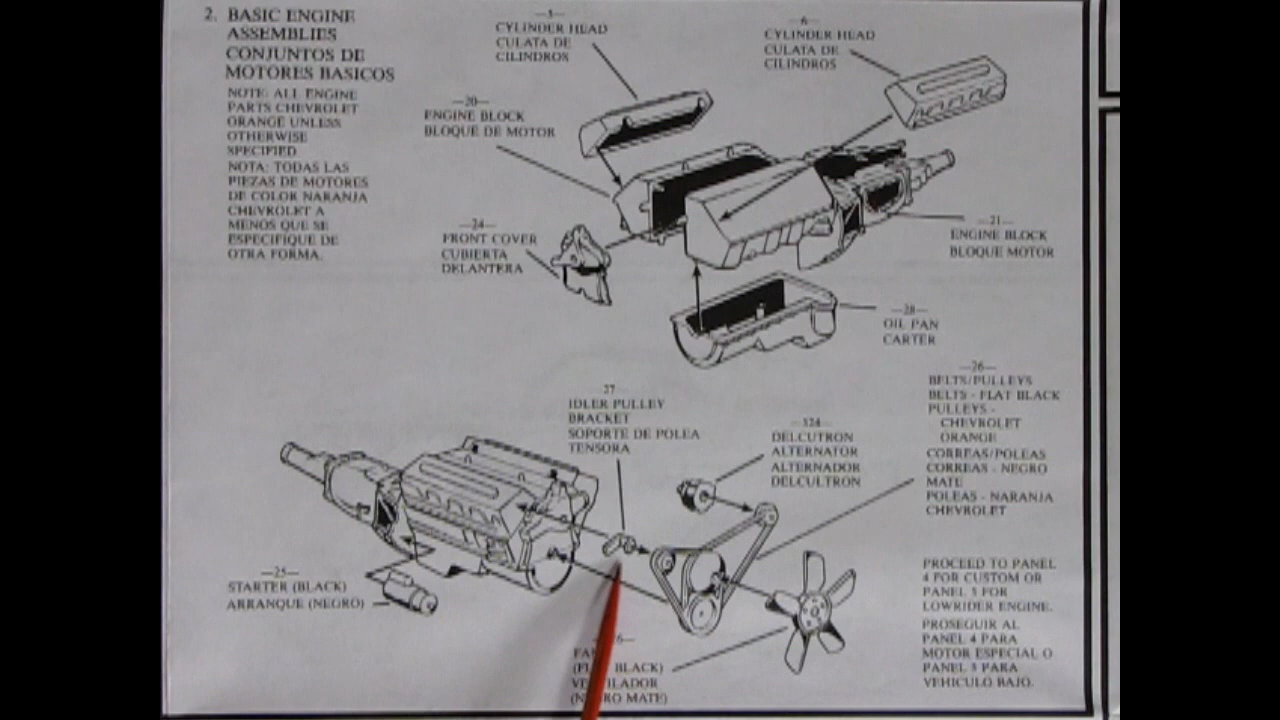 2. BASIC ENGINE
ASSEMBLIES
CONJUNTOS DE
MOTORES BASICOS
NOTE: ALL ENGINE
PARTS CHEVROLET
ORANGE UNLESS
OTHERWISE
SPECIFIED
NOTA: TODAS LAS
PIEZAS DE MOTORES
DE COLOR NARANJA
CHEVROLET A
MENOS QUE SE
ESPECIFIQUE DE
OTRA FORMA.
—5—
CYLINDER HEAD
CULATA DE
CILINDROS
—6—
CYLINDER HEAD
CULATA DE
CILINDROS
—20—
ENGINE BLOCK
BLOQUE DE MOTOR
—24—
FRONT COVER
CUBIERTA
DELANTERA
—21—
ENGINE BLOCK
BLOQUE MOTOR
—28—
OIL PAN
CARTER
27
IDLER PULLEY
BRACKET
SOPORTE DE POLEA
TENSORA
—124—
DELCUTRON
ALTERNATOR
ALTERNADOR
DELCULTRON
—26—
BELTS/PULLEYS
BELTS - FLAT BLACK
PULLEYS -
CHEVROLET
ORANGE
CORREAS/POLEAS
CORREAS - NEGRO
MATE
POLEAS - NARANJA
CHEVROLET
—25—
STARTER (BLACK)
ARRANQUE (NEGRO)
BLACK)
(NEGRO MATE)
PROCEED TO PANEL
4 FOR CUSTOM OR
PANEL 3 FOR
LOWRIDER ENGINE.
PROSEGUIR AL
PANEL 4 PARA
MOTOR ESPECIAL O
PANEL 3 PARA
VEHICULO BAJO.